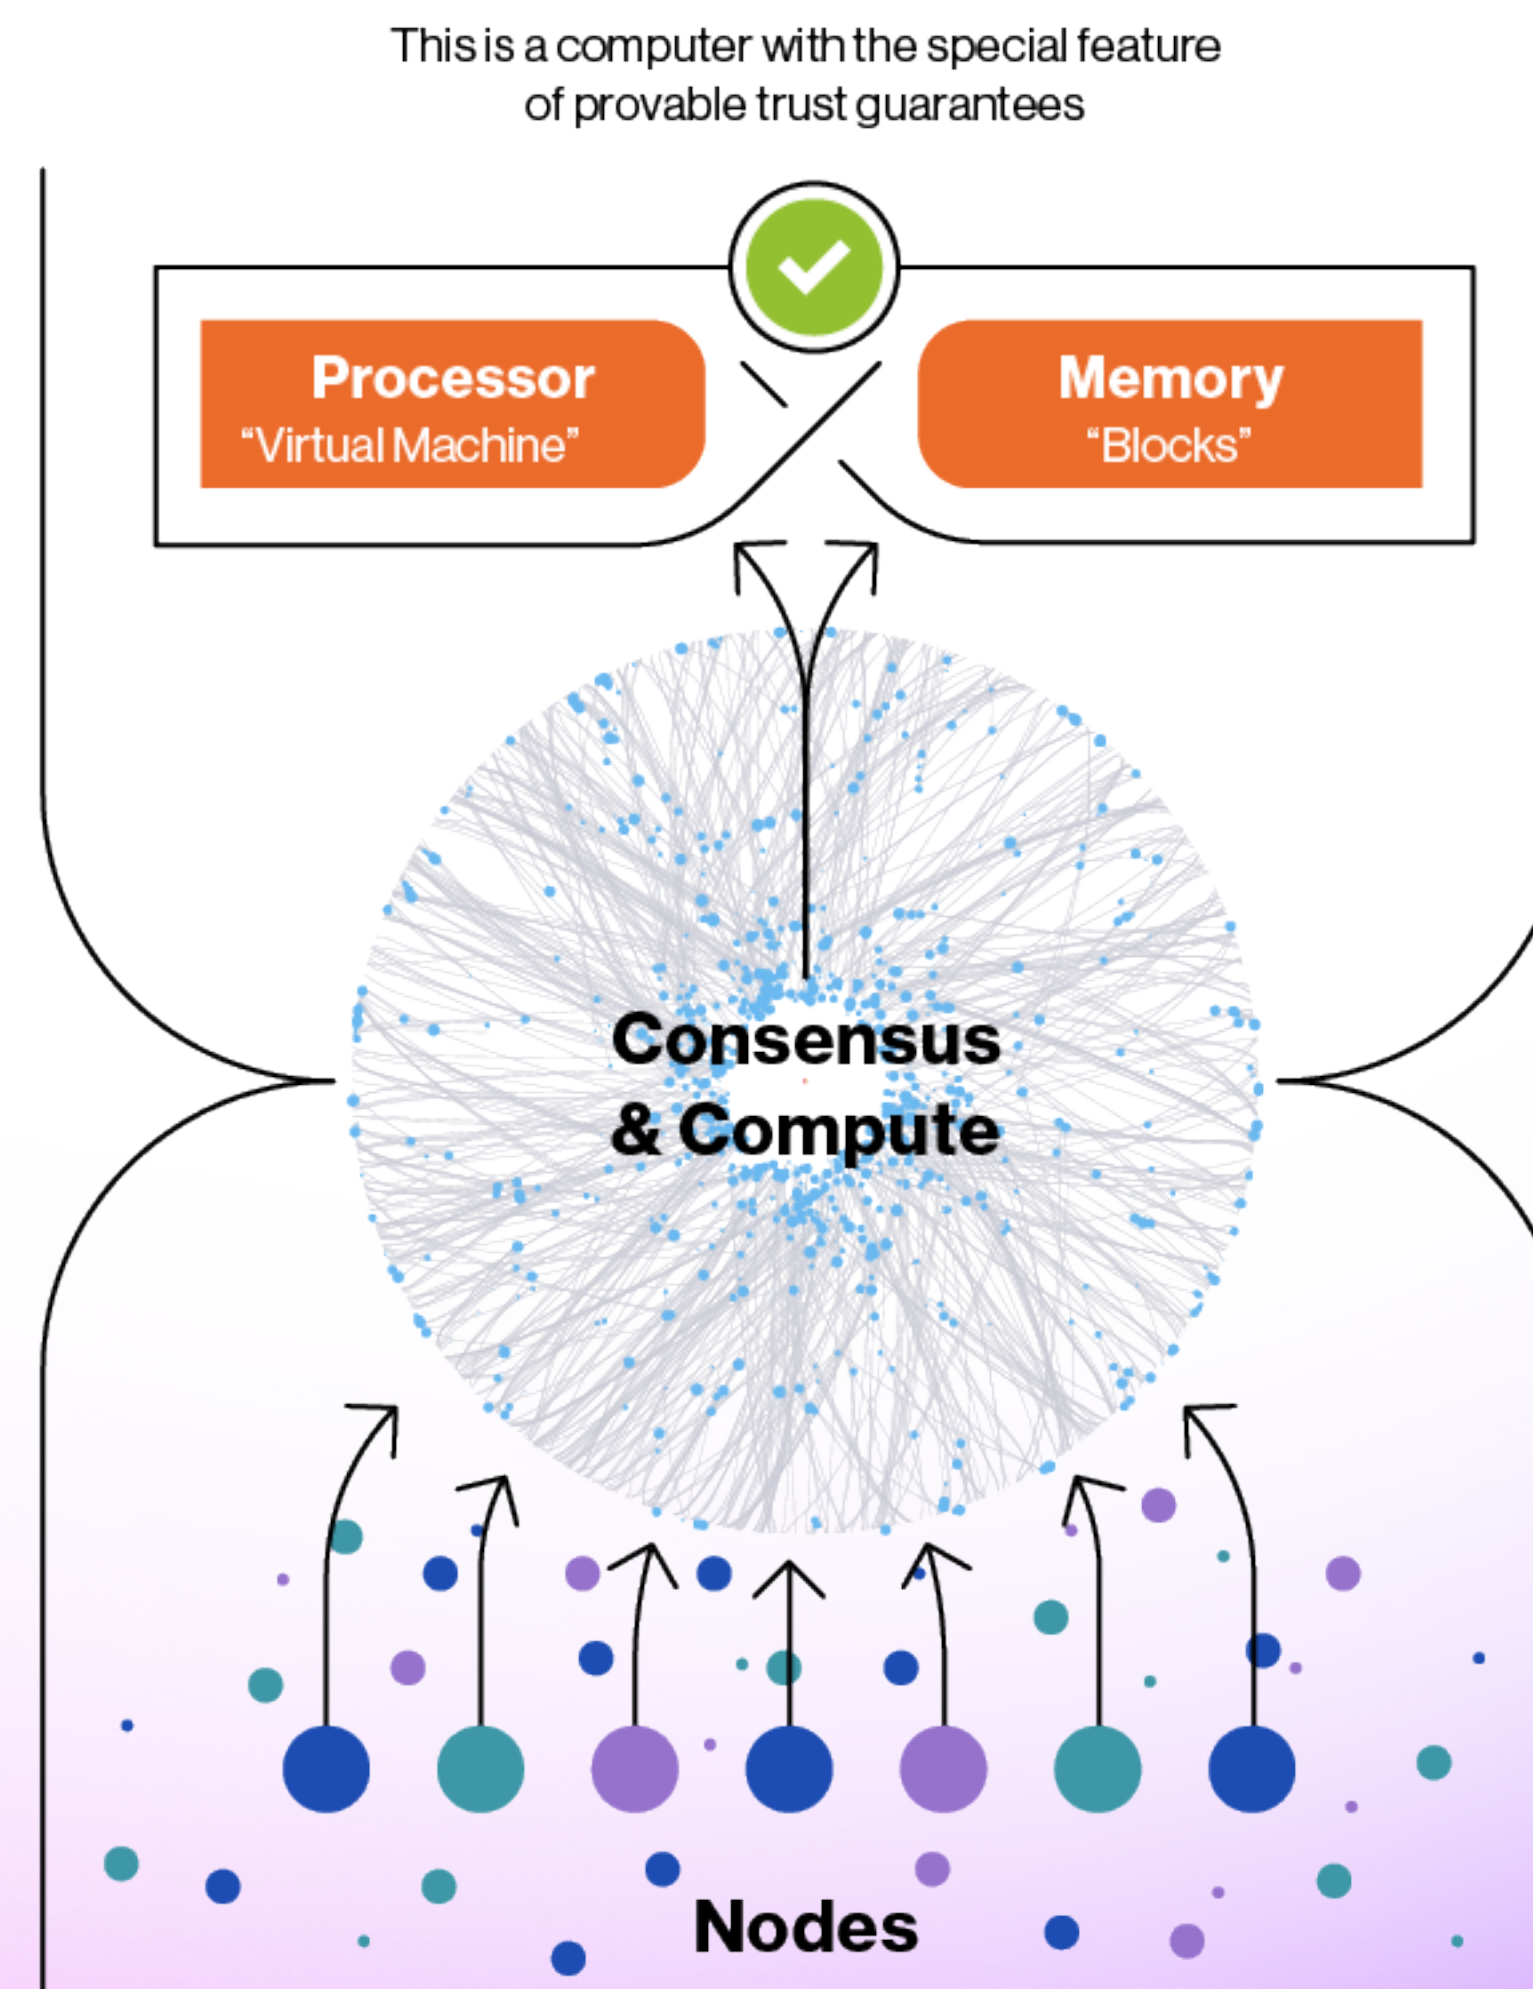 This is a computer with the special feature
of provable trust guarantees
Processor
“Virtual Machine”
Memory
“Blocks”
Consensus
& Compute
Nodes